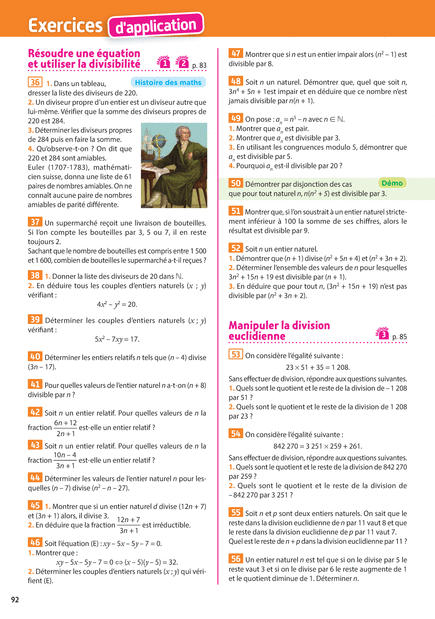 Exercices d'application
Résoudre une équation
et utiliser la divisibilité
1 2 p. 83
36 1. Dans un tableau,
Histoire des maths
dresser la liste des diviseurs de 220.
2. Un diviseur propre d'un entier est un diviseur autre que
lui-même. Vérifier que la somme des diviseurs propres de
220 est 284.
3. Déterminer les diviseurs propres
de 284 puis en faire la somme.
4. Qu'observe-t-on ? On dit que
220 et 284 sont amiables.
Euler (1707-1783), mathémati-
cien suisse, donna une liste de 61
paires de nombres amiables. On ne
connaît aucune paire de nombres
amiables de parité différente.
37 Un supermarché reçoit une livraison de bouteilles.
Si l'on compte les bouteilles par 3, 5 ou 7, il en reste
toujours 2.
Sachant que le nombre de bouteilles est compris entre 1 500
et 1 600, combien de bouteilles le supermarché a-t-il reçues ?
38 1. Donner la liste des diviseurs de 20 dans ℕ.
2. En déduire tous les couples d'entiers naturels (x ; y)
vérifiant :
4x² – y² = 20.
39 Déterminer les couples d'entiers naturels (x ; y)
vérifiant :
5x² – 7xy = 17.
40 Déterminer les entiers relatifs n tels que (n – 4) divise
(3n – 17).
41 Pour quelles valeurs de l'entier naturel n a-t-on (n + 8)
divisible par n ?
42 Soit n un entier relatif. Pour quelles valeurs de n la
fraction (6n + 12)/(2n + 1) est-elle un entier relatif ?
43 Soit n un entier relatif. Pour quelles valeurs de n la
fraction (10n – 4)/(3n + 1) est-elle un entier relatif ?
44 Déterminer les valeurs de l'entier naturel n pour les-
quelles (n – 7) divise (n² – n – 27).
45 1. Montrer que si un entier naturel d divise (12n + 7)
et (3n + 1) alors, il divise 3.
2. En déduire que la fraction (12n + 7)/(3n + 1) est irréductible.
46 Soit l'équation (E) : xy – 5x – 5y – 7 = 0.
1. Montrer que :
xy – 5x – 5y – 7 = 0 ⇔ (x – 5)(y – 5) = 32.
2. Déterminer les couples d'entiers naturels (x ; y) qui véri-
fient (E).
47 Montrer que si n est un entier impair alors (n² – 1) est
divisible par 8.
48 Soit n un naturel. Démontrer que, quel que soit n,
3n⁴ + 5n + 1 est impair et en déduire que ce nombre n'est
jamais divisible par n(n + 1).
49 On pose : aₙ = n⁵ – n avec n ∈ ℕ.
1. Montrer que aₙ est pair.
2. Montrer que aₙ est divisible par 3.
3. En utilisant les congruences modulo 5, démontrer que
aₙ est divisible par 5.
4. Pourquoi aₙ est-il divisible par 20 ?
50 Démontrer par disjonction des cas
Démo
que pour tout naturel n, n(n² + 5) est divisible par 3.
51 Montrer que, si l'on soustrait à un entier naturel stricte-
ment inférieur à 100 la somme de ses chiffres, alors le
résultat est divisible par 9.
52 Soit n un entier naturel.
1. Démontrer que (n + 1) divise (n² + 5n + 4) et (n² + 3n + 2).
2. Déterminer l'ensemble des valeurs de n pour lesquelles
3n² + 15n + 19 est divisible par (n + 1).
3. En déduire que pour tout n, (3n² + 15n + 19) n'est pas
divisible par (n² + 3n + 2).
Manipuler la division
euclidienne
3 p. 85
53 On considère l'égalité suivante :
23 × 51 + 35 = 1 208.
Sans effectuer de division, répondre aux questions suivantes.
1. Quels sont le quotient et le reste de la division de – 1 208
par 51 ?
2. Quels sont le quotient et le reste de la division de 1 208
par 23 ?
54 On considère l'égalité suivante :
842 270 = 3 251 × 259 + 261.
Sans effectuer de division, répondre aux questions suivantes.
1. Quels sont le quotient et le reste de la division de 842 270
par 259 ?
2. Quels sont le quotient et le reste de la division de
– 842 270 par 3 251 ?
55 Soit n et p sont deux entiers naturels. On sait que le
reste dans la division euclidienne de n par 11 vaut 8 et que
le reste dans la division euclidienne de p par 11 vaut 7.
Quel est le reste de n + p dans la division euclidienne par 11 ?
56 Un entier naturel n est tel que si on le divise par 5 le
reste vaut 3 et si on le divise par 6 le reste augmente de 1
et le quotient diminue de 1. Déterminer n.
92